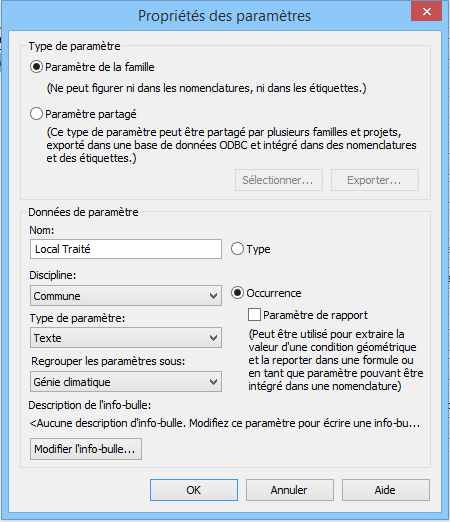 Propriétés des paramètres
Type de paramètre
Paramètre de la famille
(Ne peut figurer ni dans les nomenclatures, ni dans les étiquettes.)
Paramètre partagé
(Ce type de paramètre peut être partagé par plusieurs familles et projets,
exporté dans une base de données ODBC et intégré dans des nomenclatures
et des étiquettes.)
Sélectionner...
Exporter...
Données de paramètre
Nom:
Local Traité
Type
Discipline:
Commune
Occurrence
Paramètre de rapport
Type de paramètre:
Texte
(Peut être utilisé pour extraire la
valeur d'une condition géométrique
et la reporter dans une formule ou
en tant que paramètre pouvant être
intégré dans une nomenclature)
Regrouper les paramètres sous:
Génie climatique
Description de l'info-bulle:
<Aucune description d'info-bulle. Modifiez ce paramètre pour écrire une info-bu...
Modifier l'info-bulle...
OK
Annuler
Aide